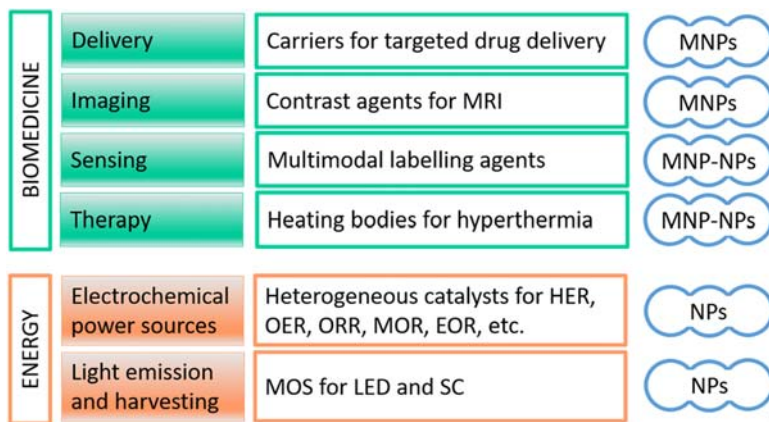 BIOMEDICINE
Delivery
Carriers for targeted drug delivery
MNPs
Imaging
Contrast agents for MRI
MNPs
Sensing
Multimodal labelling agents
MNP-NPs
Therapy
Heating bodies for hyperthermia
MNP-NPs
ENERGY
Electrochemical
power sources
Heterogeneous catalysts for HER,
OER, ORR, MOR, EOR, etc.
NPs
Light emission
and harvesting
MOS for LED and SC
NPs